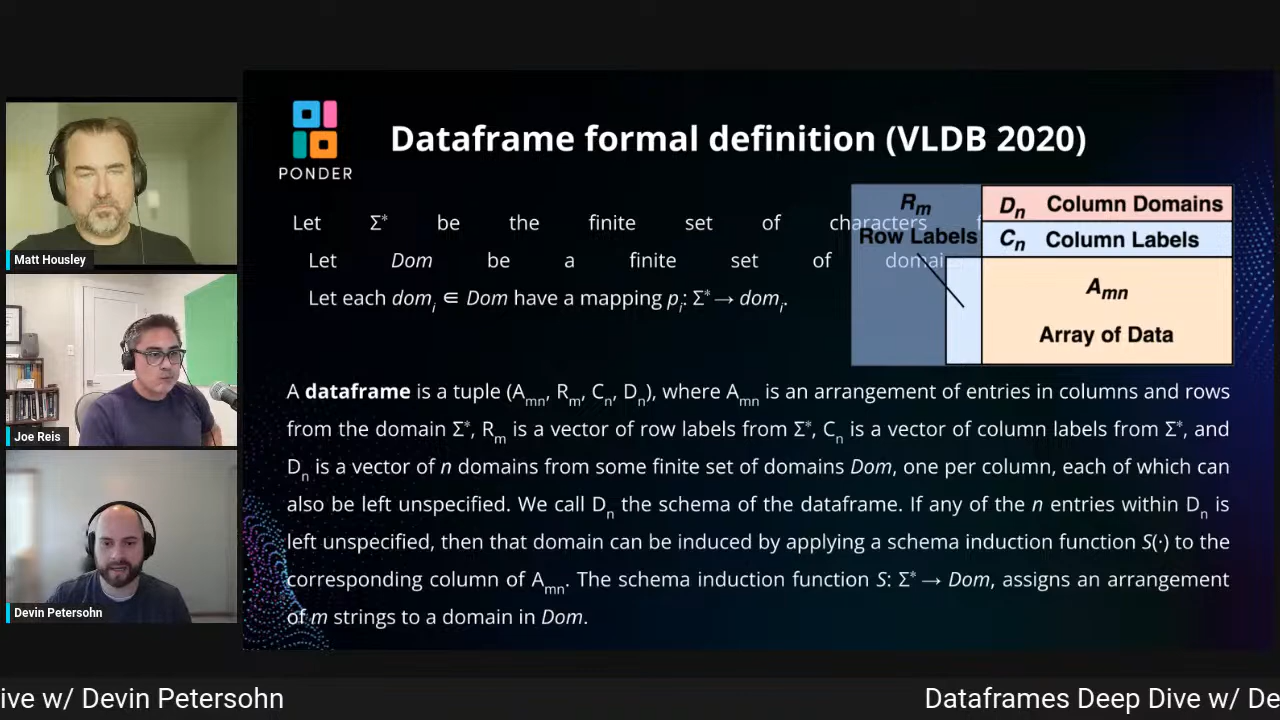 PONDER
Dataframe formal definition (VLDB 2020)
Let Σ* be the finite set of characters
Let Dom be a finite set of
Let each domᵢ ∈ Dom have a mapping pᵢ: Σ* → domᵢ.
Rm
Row Labels
Dn Column Domains
Cn Column Labels
Amn
Array of Data
A dataframe is a tuple (Amn, Rm, Cn, Dn), where Amn is an arrangement of entries in columns and rows
from the domain Σ*, Rm is a vector of row labels from Σ*, Cn is a vector of column labels from Σ*, and
Dn is a vector of n domains from some finite set of domains Dom, one per column, each of which can
also be left unspecified. We call Dn the schema of the dataframe. If any of the n entries within Dn is
left unspecified, then that domain can be induced by applying a schema induction function S(·) to the
corresponding column of Amn. The schema induction function S: Σ* → Dom, assigns an arrangement
of m strings to a domain in Dom.
Matt Housley
Joe Reis
Devin Petersohn
ive w/ Devin Petersohn
Dataframes Deep Dive w/ De